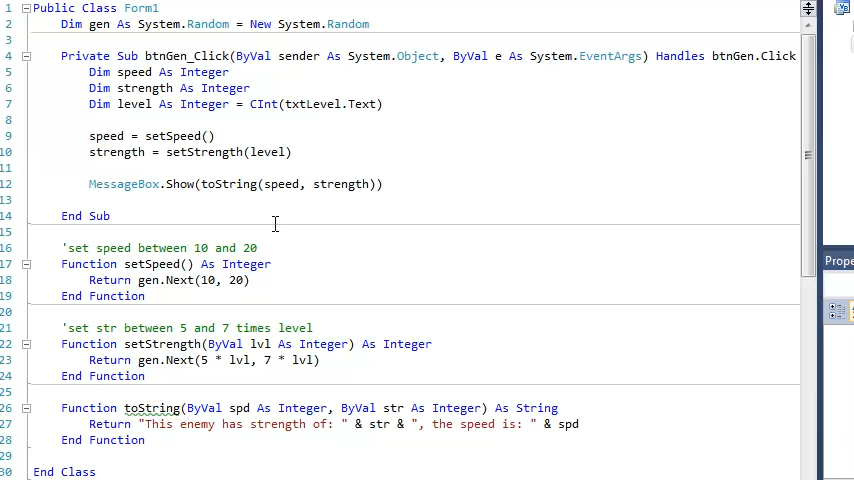 1 Public Class Form1
2 Dim gen As System.Random = New System.Random
3
4 Private Sub btnGen_Click(ByVal sender As System.Object, ByVal e As System.EventArgs) Handles btnGen.Click
5 Dim speed As Integer
6 Dim strength As Integer
7 Dim level As Integer = CInt(txtLevel.Text)
8
9 speed = setSpeed()
10 strength = setStrength(level)
11
12 MessageBox.Show(toString(speed, strength))
13
14 End Sub
15
16 'set speed between 10 and 20
17 Function setSpeed() As Integer
18 Return gen.Next(10, 20)
19 End Function
20
21 'set str between 5 and 7 times level
22 Function setStrength(ByVal lvl As Integer) As Integer
23 Return gen.Next(5 * lvl, 7 * lvl)
24 End Function
25
26 Function toString(ByVal spd As Integer, ByVal str As Integer) As String
27 Return "This enemy has strength of: " & str & ", the speed is: " & spd
28 End Function
29
30 End Class
Prope